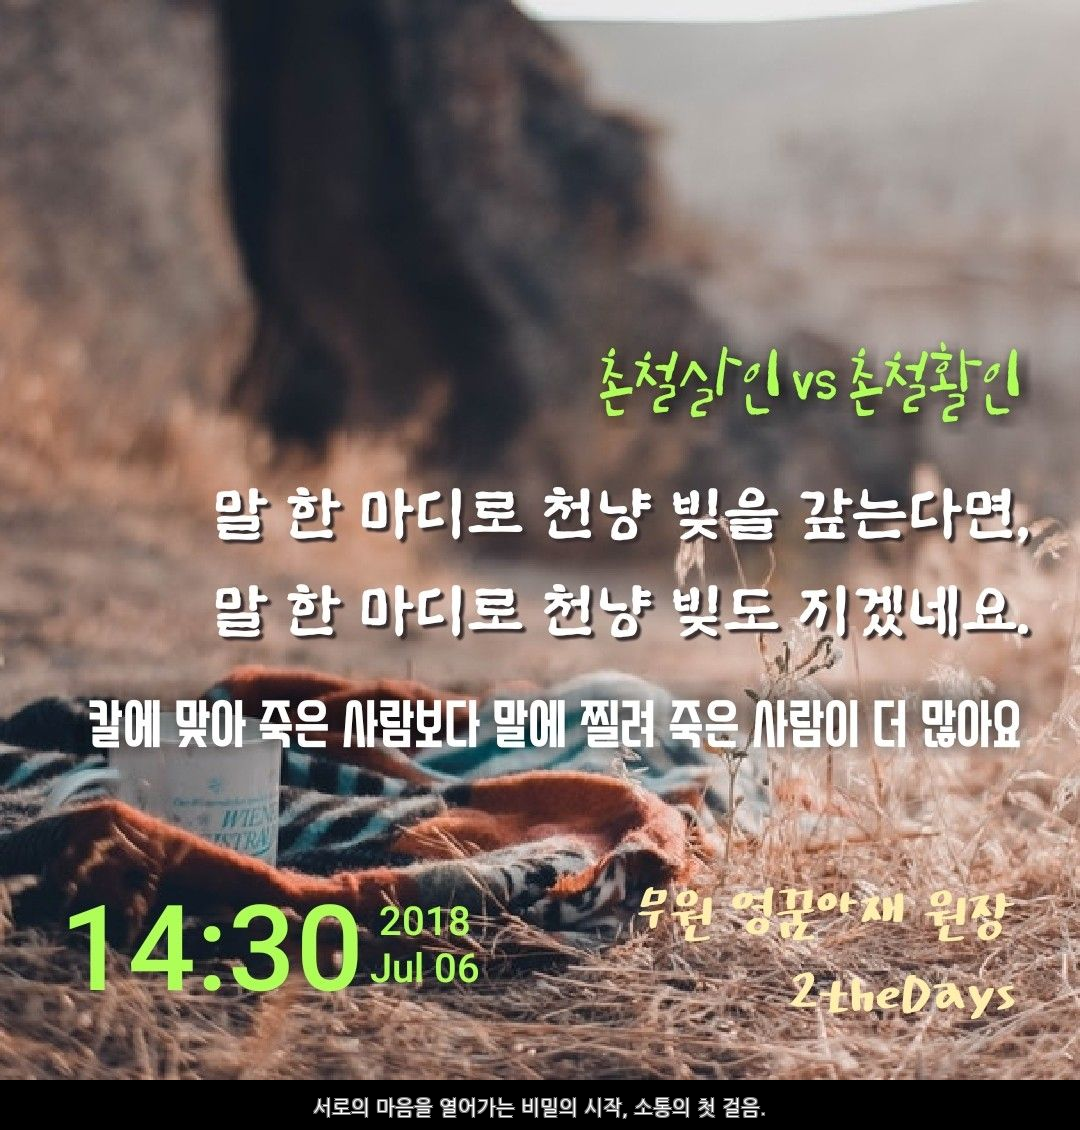 촌철살인 vs 촌철활인
말 한 마디로 천냥 빚을 갚는다면,
말 한 마디로 천냥 빚도 지겠네요.
칼에 맞아 죽은 사람보다 말에 찔려 죽은 사람이 더 많아요
WIENER
14:30
2018
Jul 06
무원 영꿈아재 원장
2theDays
서로의 마음을 열어가는 비밀의 시작, 소통의 첫 걸음.